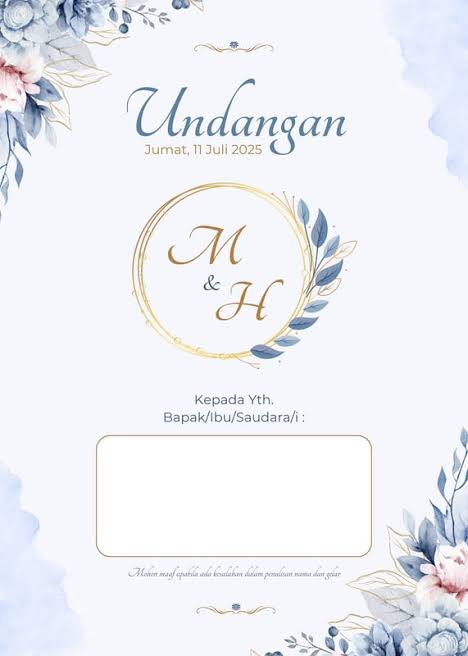 Undangan
Jumat, 11 Juli 2025
M
&
H
Kepada Yth.
Bapak/Ibu/Saudara/i :
Mohon maaf apabila ada kesalahan dalam penulisan nama dan gelar